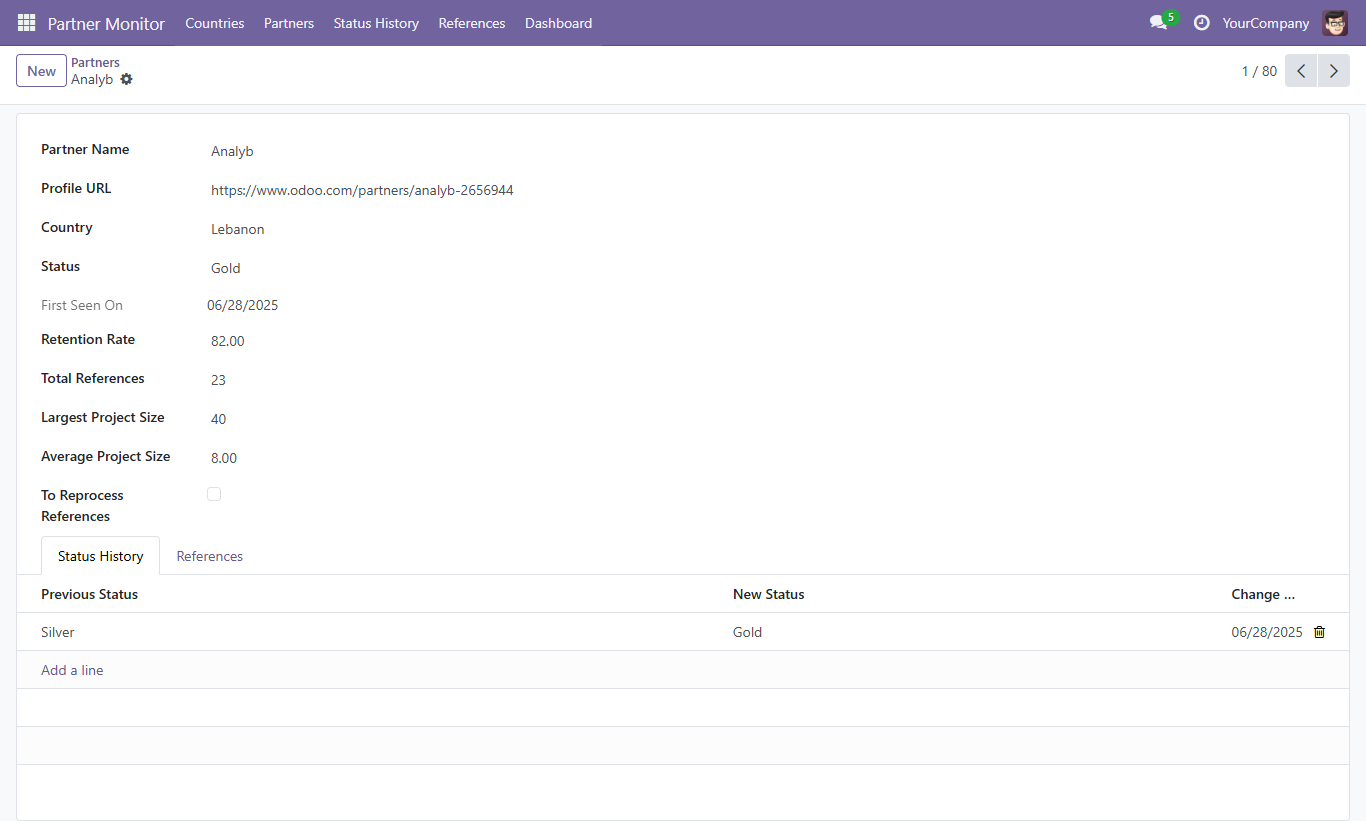 Partner Monitor Countries Partners Status History References Dashboard 5 YourCompany
New Partners 1 / 80
Analyb
Partner Name Analyb
Profile URL https://www.odoo.com/partners/analyb-2656944
Country Lebanon
Status Gold
First Seen On 06/28/2025
Retention Rate 82.00
Total References 23
Largest Project Size 40
Average Project Size 8.00
To Reprocess
References
Status History References
Previous Status New Status Change ...
Silver Gold 06/28/2025
Add a line